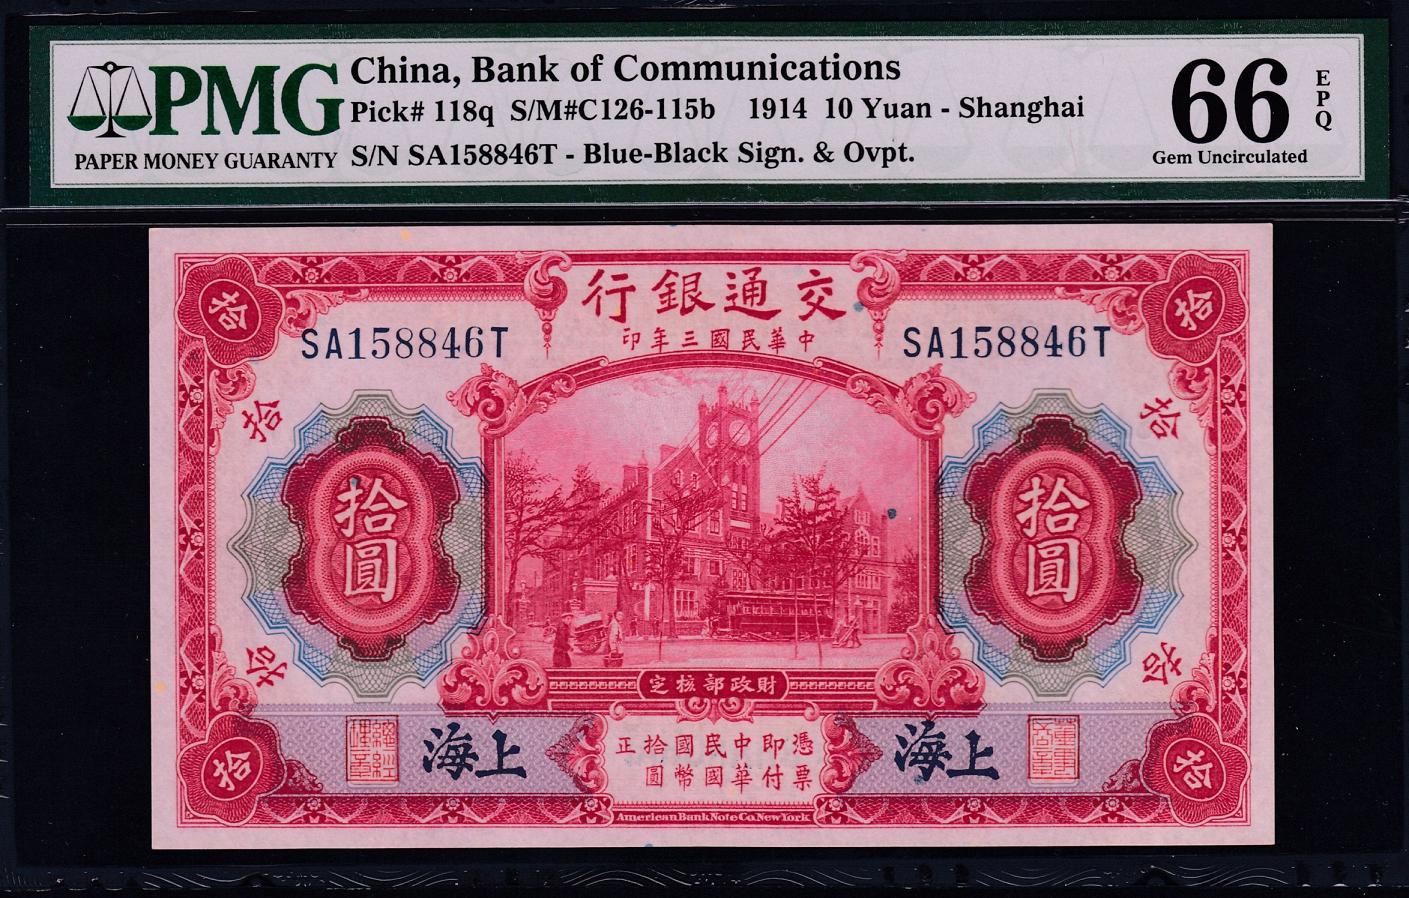 PMG
PAPER MONEY GUARANTY
China, Bank of Communications
Pick# 118q S/M#C126-115b 1914 10 Yuan - Shanghai
S/N SA158846T - Blue-Black Sign. & Ovpt.
66
EPQ
Gem Uncirculated
拾
行銀通交
拾
印年三國民華中
SA158846T
SA158846T
拾
拾
拾圓
拾圓
拾
拾
定核部政財
海上
海上
正拾國民中即憑
圓幣國華付票
拾
拾
American Bank Note Co. New York